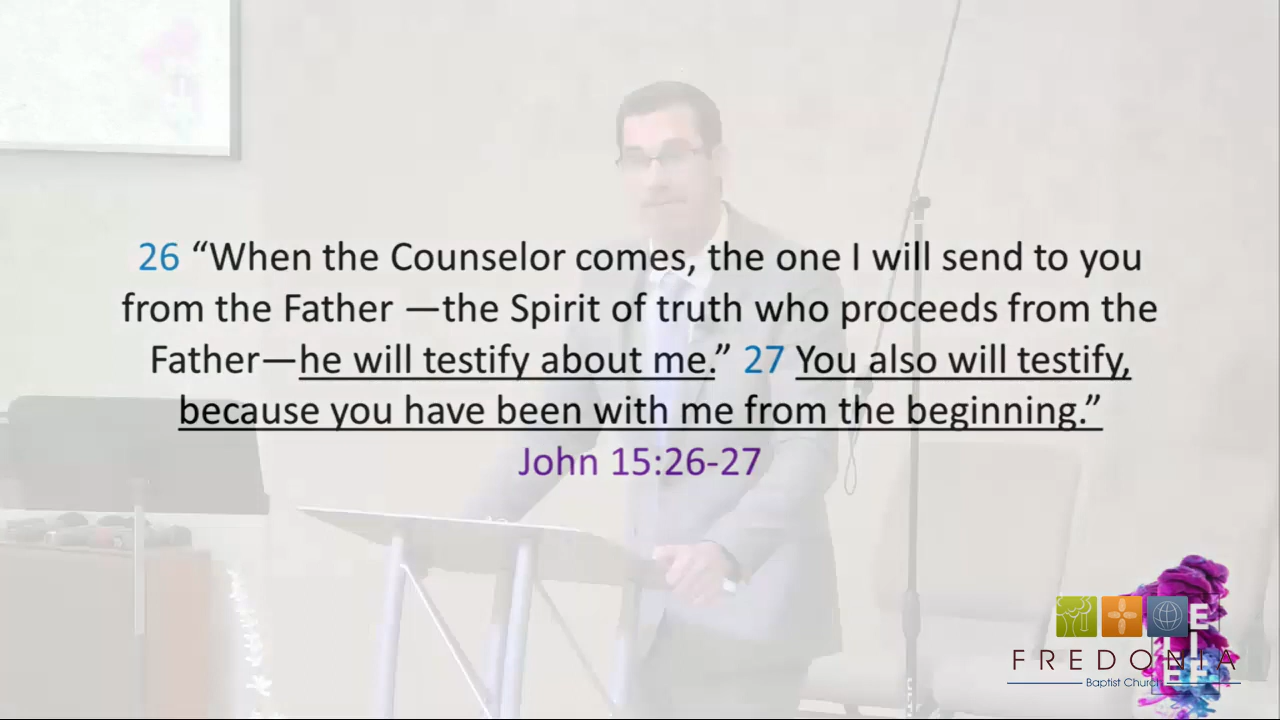 26 “When the Counselor comes, the one I will send to you
from the Father —the Spirit of truth who proceeds from the
Father—he will testify about me.” 27 You also will testify,
because you have been with me from the beginning.”
John 15:26-27
FREDONIA
Baptist Church